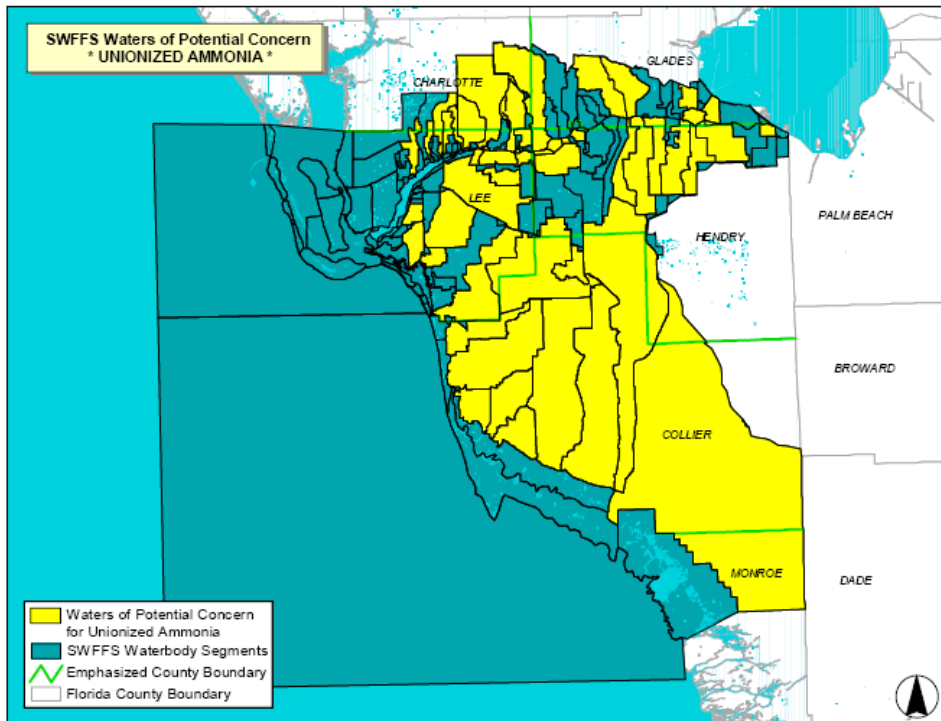 SWFFS Waters of Potential Concern
* UNIONIZED AMMONIA *
GLADES
CHARLOTTE
LEE
PALM BEACH
HENDRY
BROWARD
COLLIER
MONROE
DADE
Waters of Potential Concern
for Unionized Ammonia
SWFFS Waterbody Segments
Emphasized County Boundary
Florida County Boundary